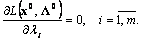 ∂L(x⁰, Λ⁰)/∂λᵢ = 0, i = 1, m.